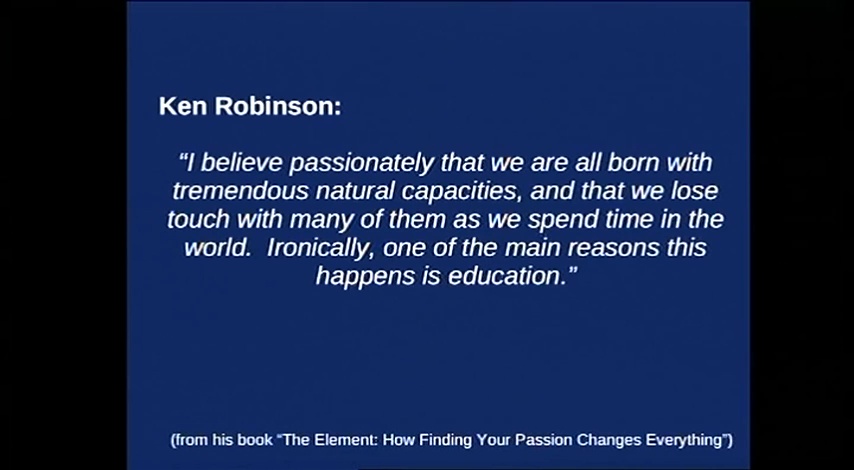 Ken Robinson:
“I believe passionately that we are all born with
tremendous natural capacities, and that we lose
touch with many of them as we spend time in the
world.  Ironically, one of the main reasons this
happens is education.”
(from his book “The Element: How Finding Your Passion Changes Everything”)